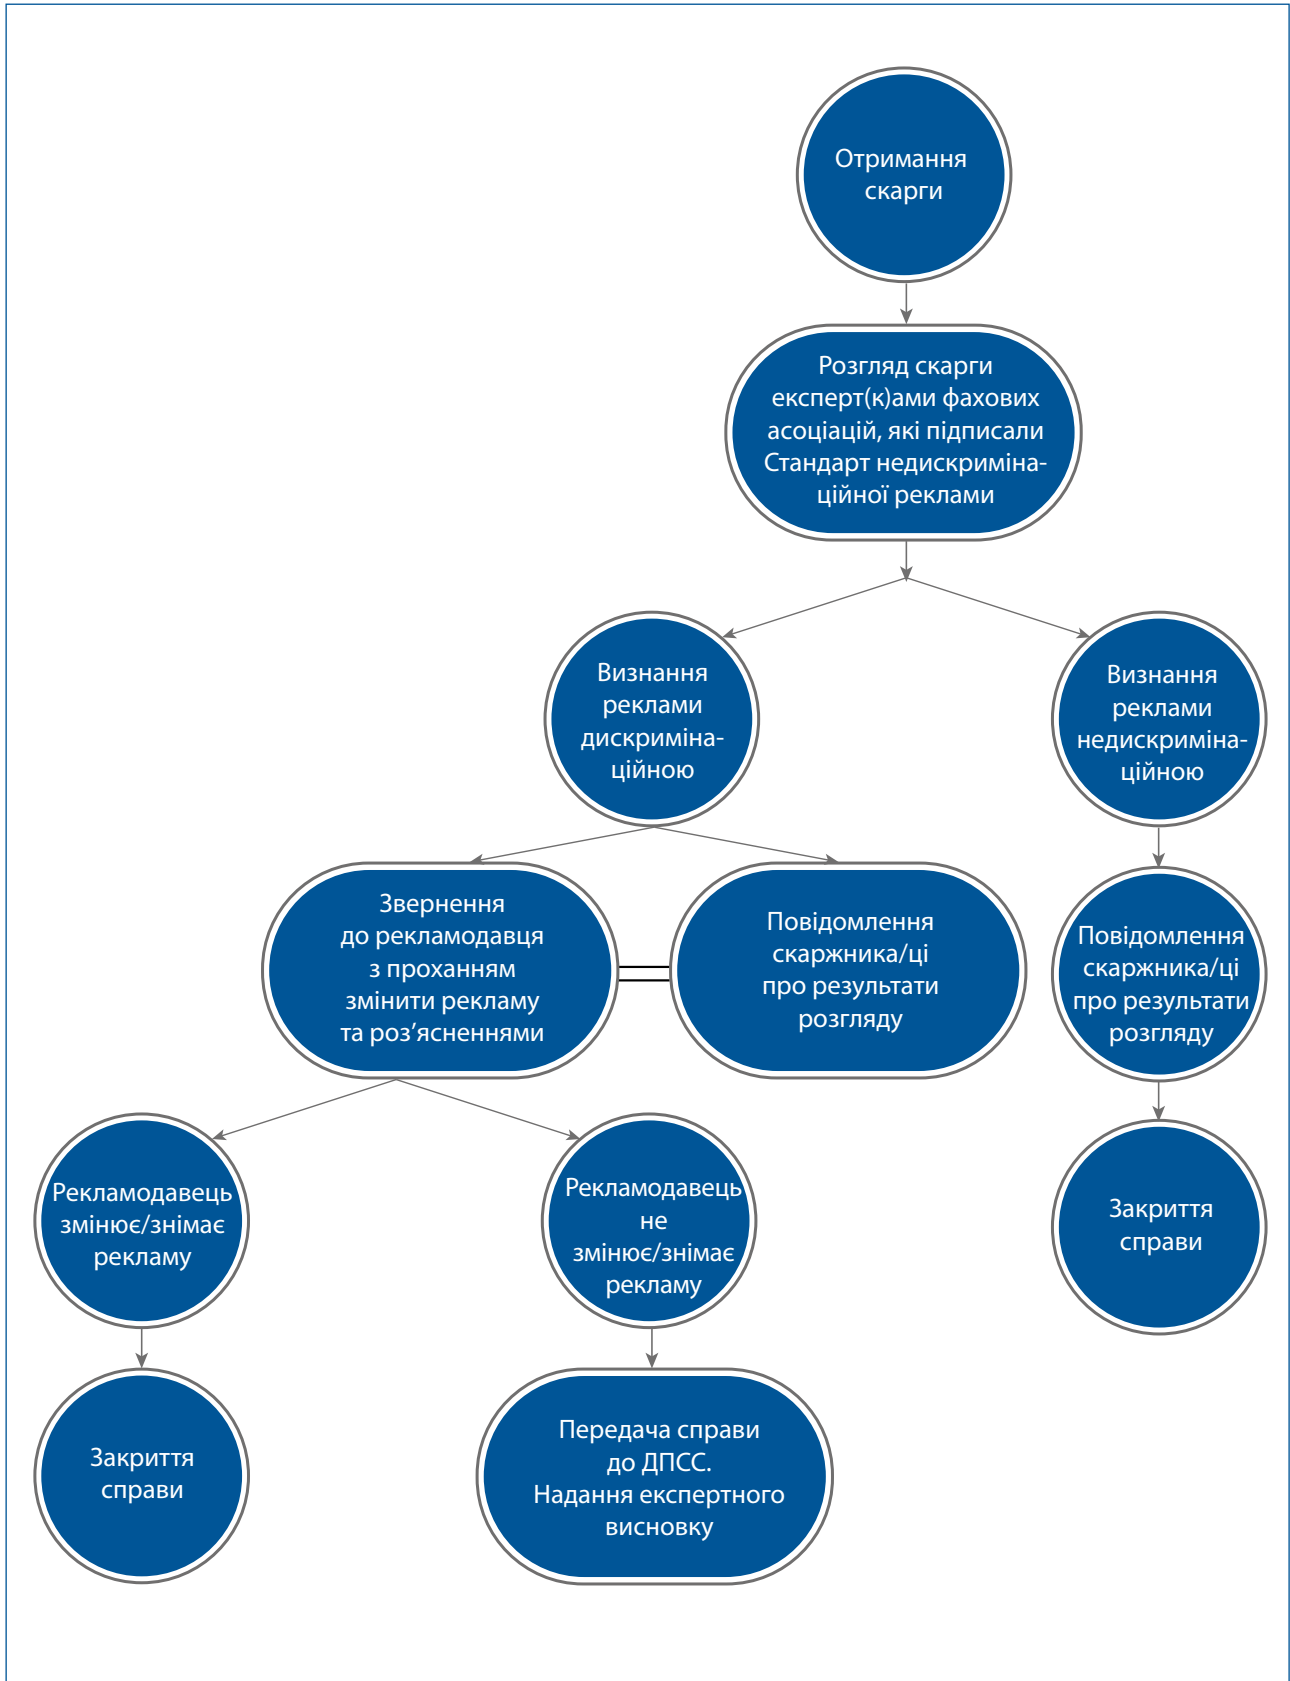 Отримання
скарги
Розгляд скарги
експерт(к)ами фахових
асоціацій, які підписали
Стандарт недискриміна-
ційної реклами
Визнання
реклами
дискриміна-
ційною
Визнання
реклами
недискриміна-
ційною
Звернення
до рекламодавця
з проханням
змінити рекламу
та роз’ясненнями
Повідомлення
скаржника/ці
про результати
розгляду
Повідомлення
скаржника/ці
про результати
розгляду
Рекламодавець
змінює/знімає
рекламу
Рекламодавець
не
змінює/знімає
рекламу
Закриття
справи
Закриття
справи
Передача справи
до ДПСС.
Надання експертного
висновку